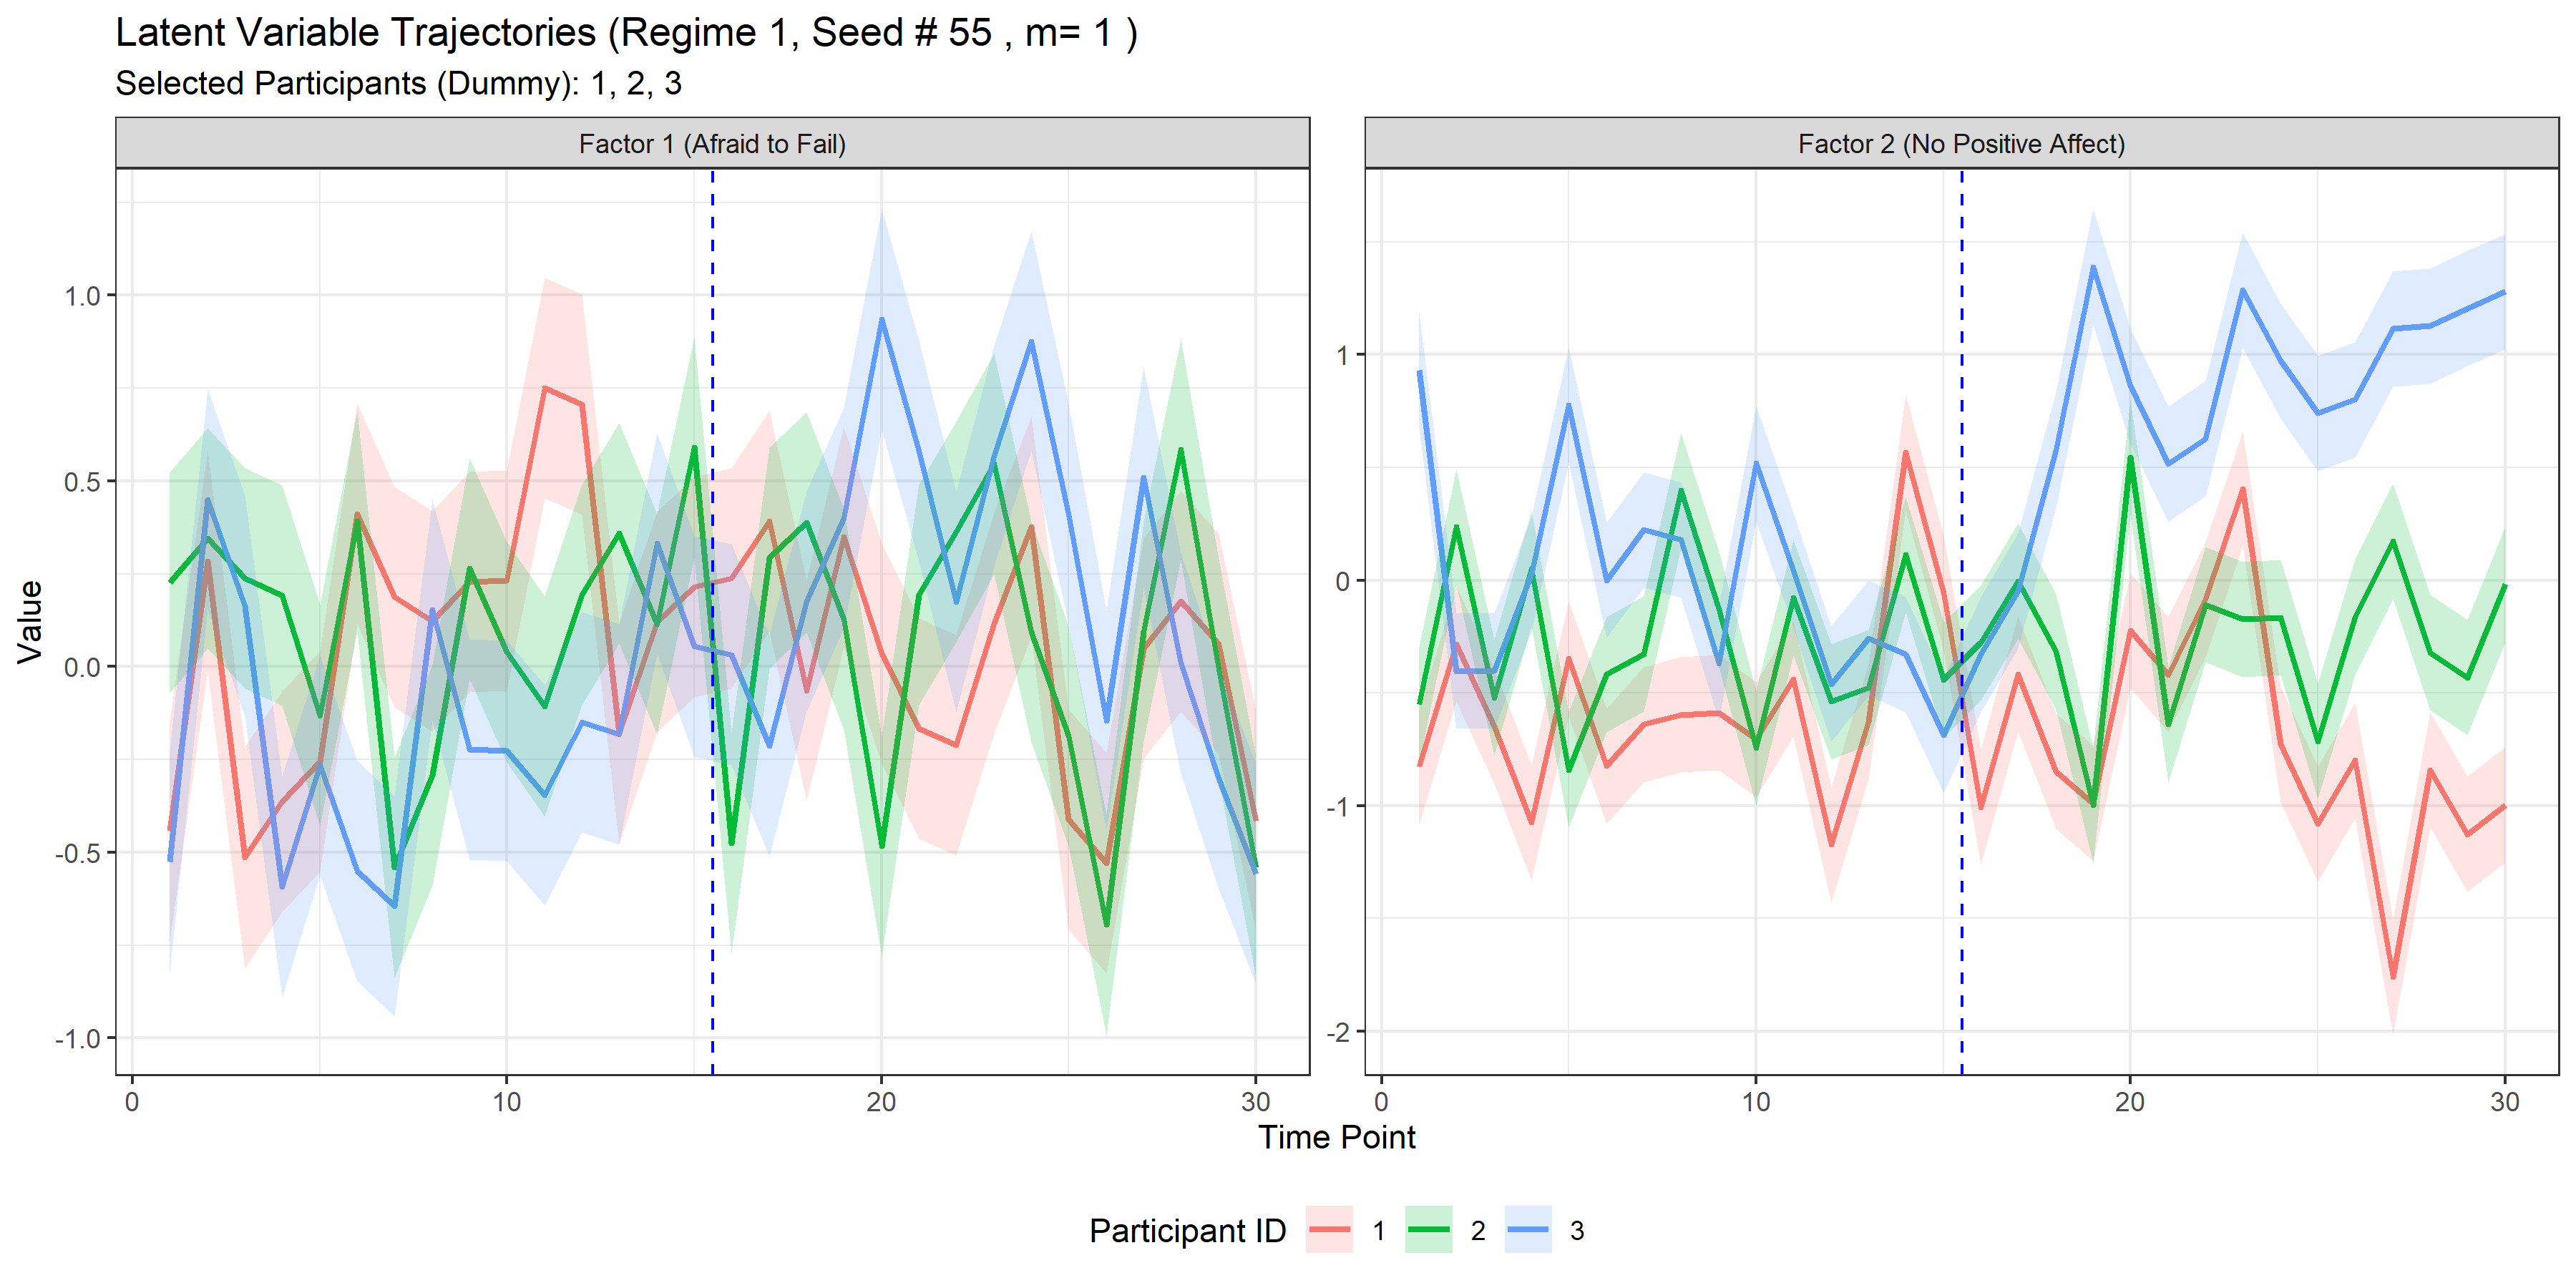 Latent Variable Trajectories (Regime 1, Seed # 55 , m= 1 )
Selected Participants (Dummy): 1, 2, 3
Factor 1 (Afraid to Fail)
Factor 2 (No Positive Affect)
Value
1.0
0.5
0.0
-0.5
-1.0
1
0
-1
-2
0 10 20 30
0 10 20 30
Time Point
Participant ID 1 2 3